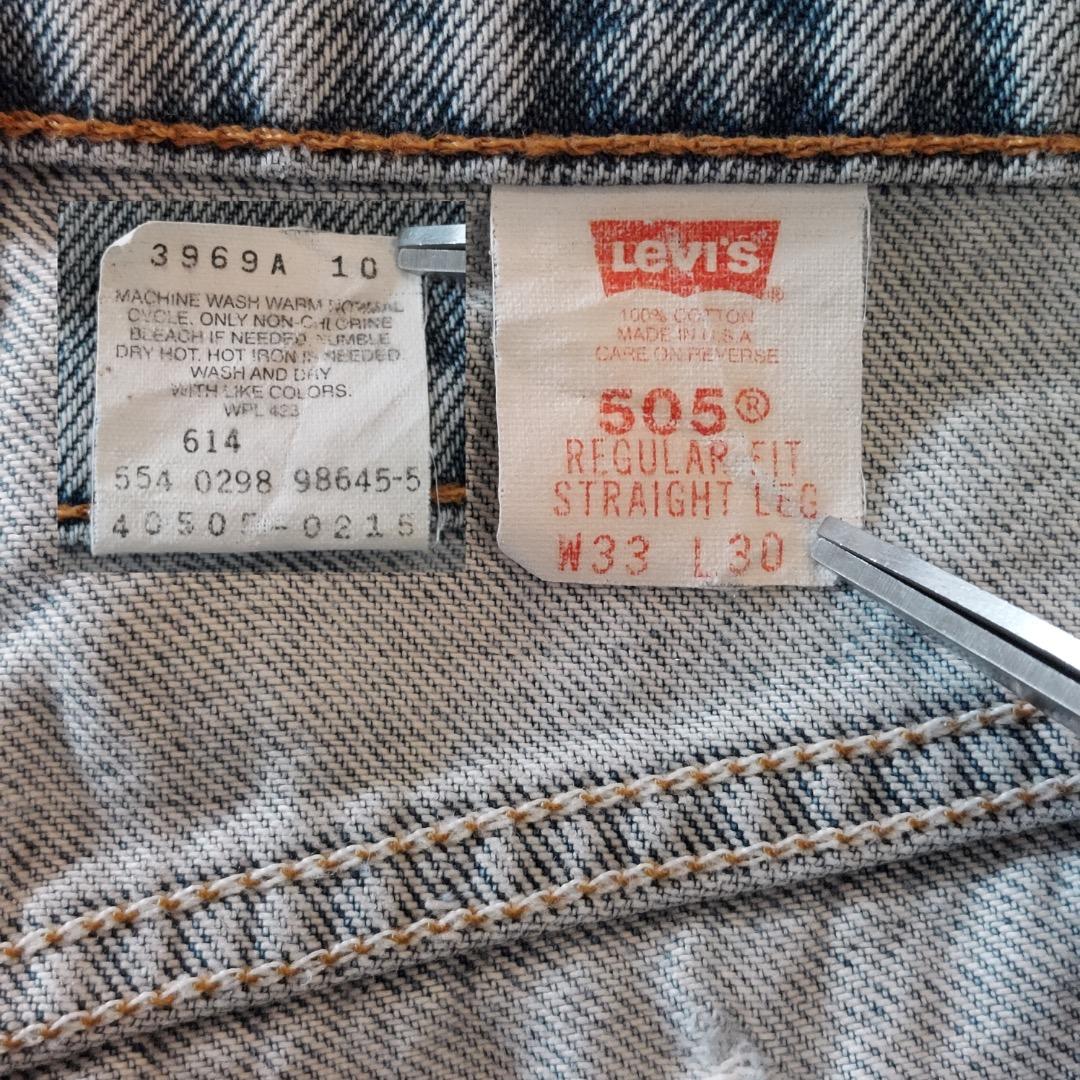 3969A 10
MACHINE WASH WARM NORMAL
CYCLE. ONLY NON-CHLORINE
BLEACH IF NEEDED. TUMBLE
DRY HOT. HOT IRON IF NEEDED
WASH AND DRY
WITH LIKE COLORS.
WPL 423
614
554 0298 98645-5
LEVI'S®
100% COTTON
MADE IN U.S.A
CARE ON REVERSE
505®
REGULAR FIT
STRAIGHT LEG
W33 L30